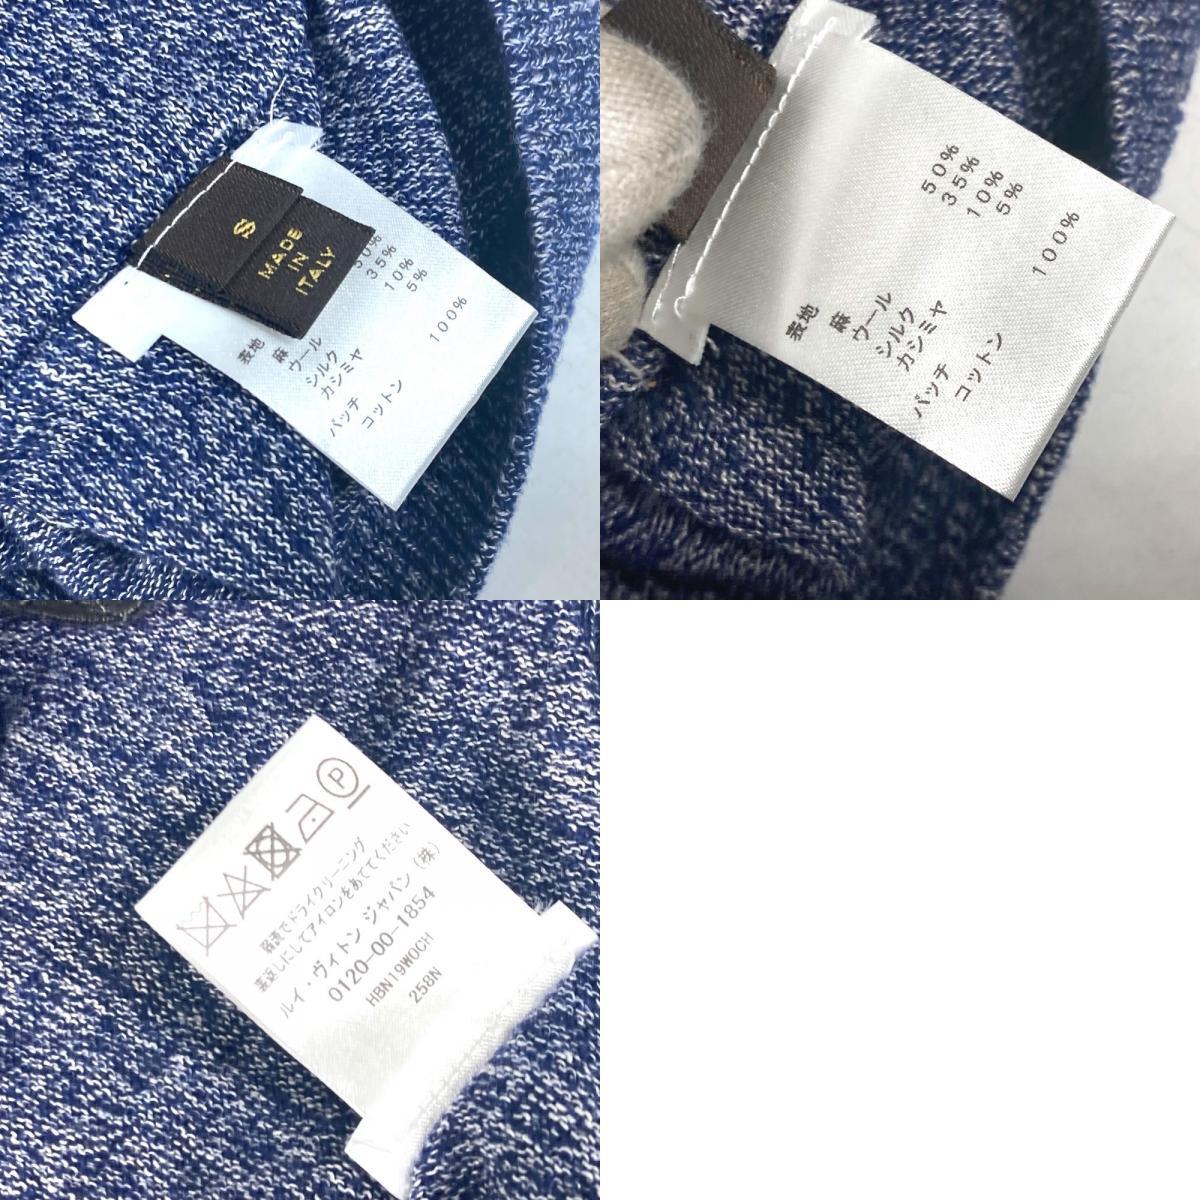 S
MADE
IN
ITALY
表地
麻 50%
ウール 35%
シルク 10%
カシミヤ 5%
パッチ
コットン 100%
表地
麻 50%
ウール 35%
シルク 10%
カシミヤ 5%
パッチ
コットン 100%
P
弱液でドライクリーニング
裏返しにしてアイロンをあててください
ルイ・ヴィトン ジャパン(株)
0120-00-1854
HBN19WOCH
258N